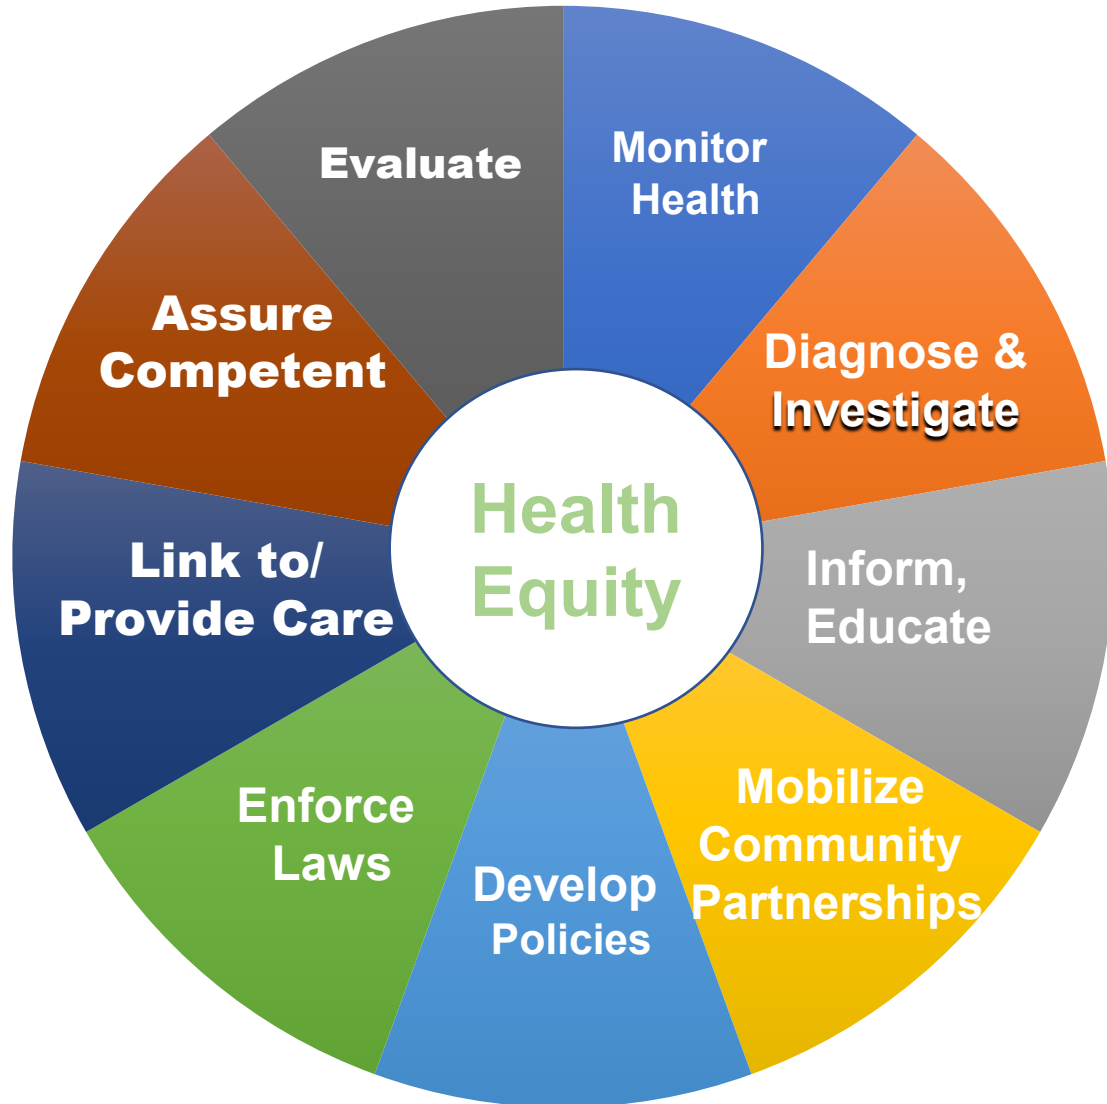 Monitor
Health
Diagnose &
Investigate
Inform,
Educate
Mobilize
Community
Partnerships
Develop
Policies
Enforce
Laws
Link to/
Provide Care
Assure
Competent
Evaluate
Health
Equity